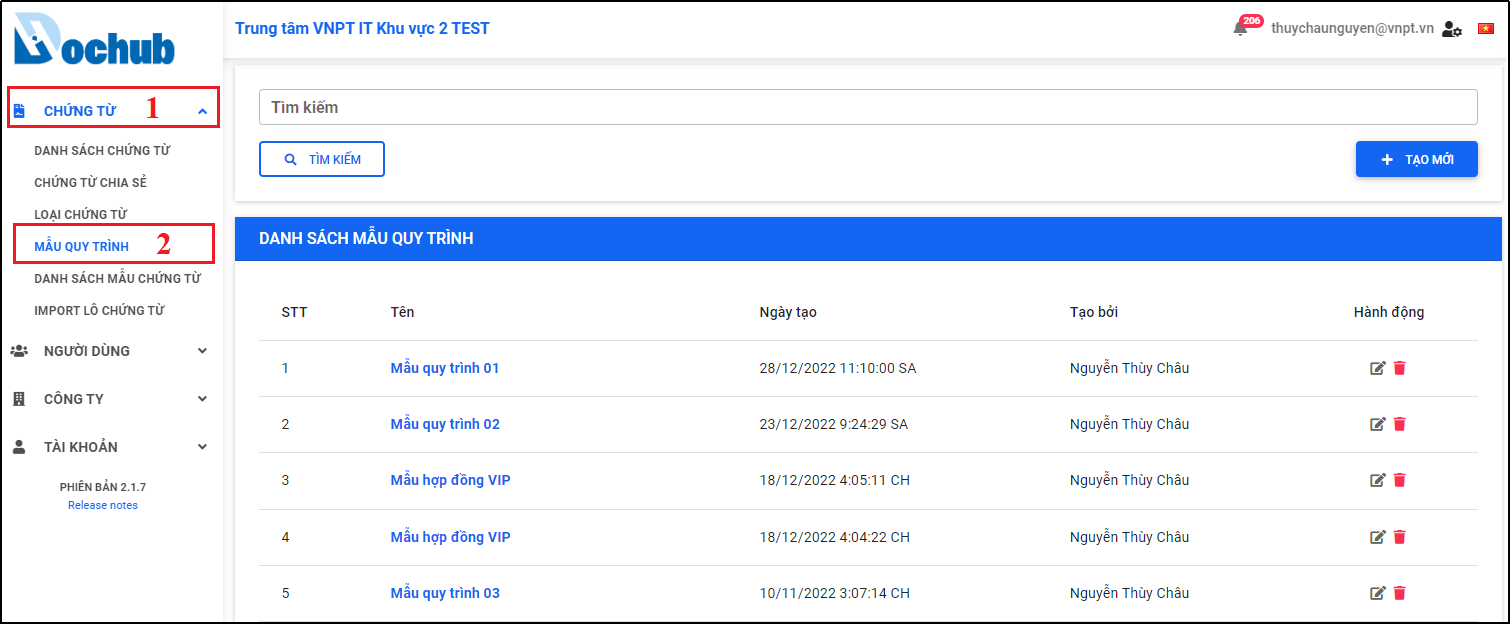 Dochub
Trung tâm VNPT IT Khu vực 2 TEST
206
thuychaunguyen@vnpt.vn
CHỨNG TỪ 1
DANH SÁCH CHỨNG TỪ
CHỨNG TỪ CHIA SẺ
LOẠI CHỨNG TỪ
MẪU QUY TRÌNH 2
DANH SÁCH MẪU CHỨNG TỪ
IMPORT LÔ CHỨNG TỪ
NGƯỜI DÙNG
CÔNG TY
TÀI KHOẢN
PHIÊN BẢN 2.1.7
Release notes
Tìm kiếm
TÌM KIẾM
TẠO MỚI
DANH SÁCH MẪU QUY TRÌNH
STT Tên Ngày tạo Tạo bởi Hành động
1 Mẫu quy trình 01 28/12/2022 11:10:00 SA Nguyễn Thùy Châu
2 Mẫu quy trình 02 23/12/2022 9:24:29 SA Nguyễn Thùy Châu
3 Mẫu hợp đồng VIP 18/12/2022 4:05:11 CH Nguyễn Thùy Châu
4 Mẫu hợp đồng VIP 18/12/2022 4:04:22 CH Nguyễn Thùy Châu
5 Mẫu quy trình 03 10/11/2022 3:07:14 CH Nguyễn Thùy Châu